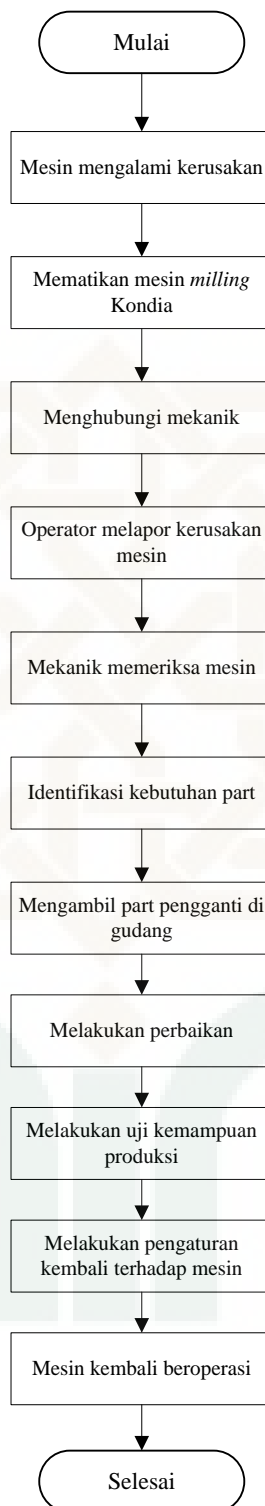 Mulai
Mesin mengalami kerusakan
Mematikan mesin milling
Kondia
Menghubungi mekanik
Operator melapor kerusakan
mesin
Mekanik memeriksa mesin
Identifikasi kebutuhan part
Mengambil part pengganti di
gudang
Melakukan perbaikan
Melakukan uji kemampuan
produksi
Melakukan pengaturan
kembali terhadap mesin
Mesin kembali beroperasi
Selesai